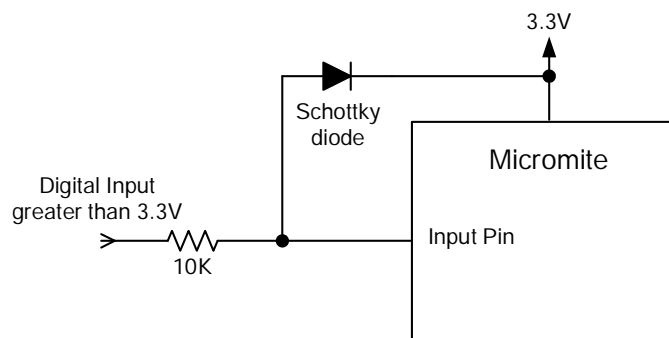 3.3V
Schottky
diode
Micromite
Digital Input
greater than 3.3V
Input Pin
10K